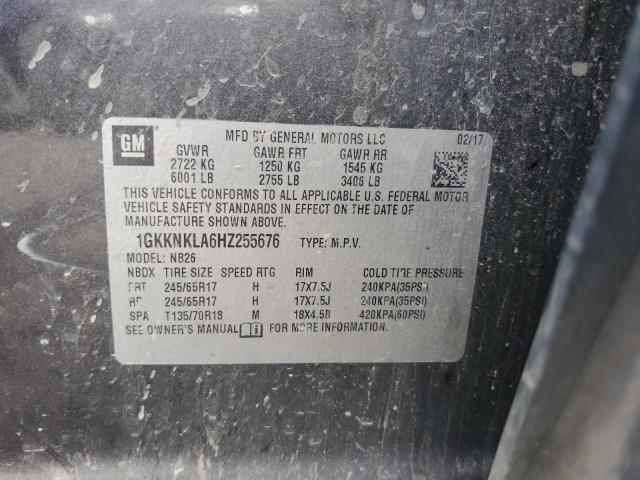 GM
MFD BY GENERAL MOTORS LLC 02/17
GVWR GAWR FRT GAWR RR
2722 KG 1250 KG 1545 KG
6001 LB 2755 LB 3406 LB
THIS VEHICLE CONFORMS TO ALL APPLICABLE U.S. FEDERAL MOTOR
VEHICLE SAFETY STANDARDS IN EFFECT ON THE DATE OF
MANUFACTURE SHOWN ABOVE.
1GKKNKLA6HZ255676 TYPE: M.P.V.
MODEL: NB26
NBDX TIRE SIZE SPEED RTG RIM COLD TIRE PRESSURE
FRT 245/65R17 H 17X7.5J 240KPA(35PSI)
RR 245/65R17 H 17X7.5J 240KPA(35PSI)
SPA T135/70R18 M 18X4.5B 420KPA(60PSI)
SEE OWNER'S MANUAL FOR MORE INFORMATION.